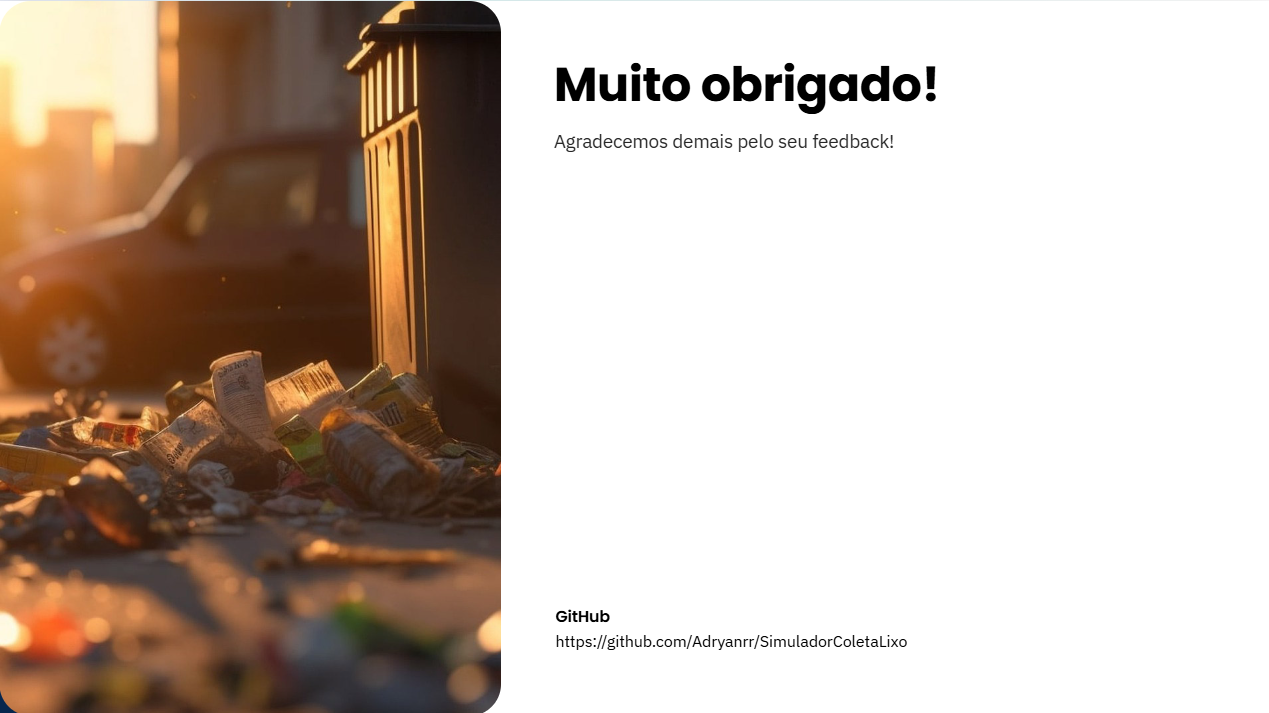 Muito obrigado!
Agradecemos demais pelo seu feedback!
GitHub
https://github.com/Adryanrr/SimuladorColetaLixo